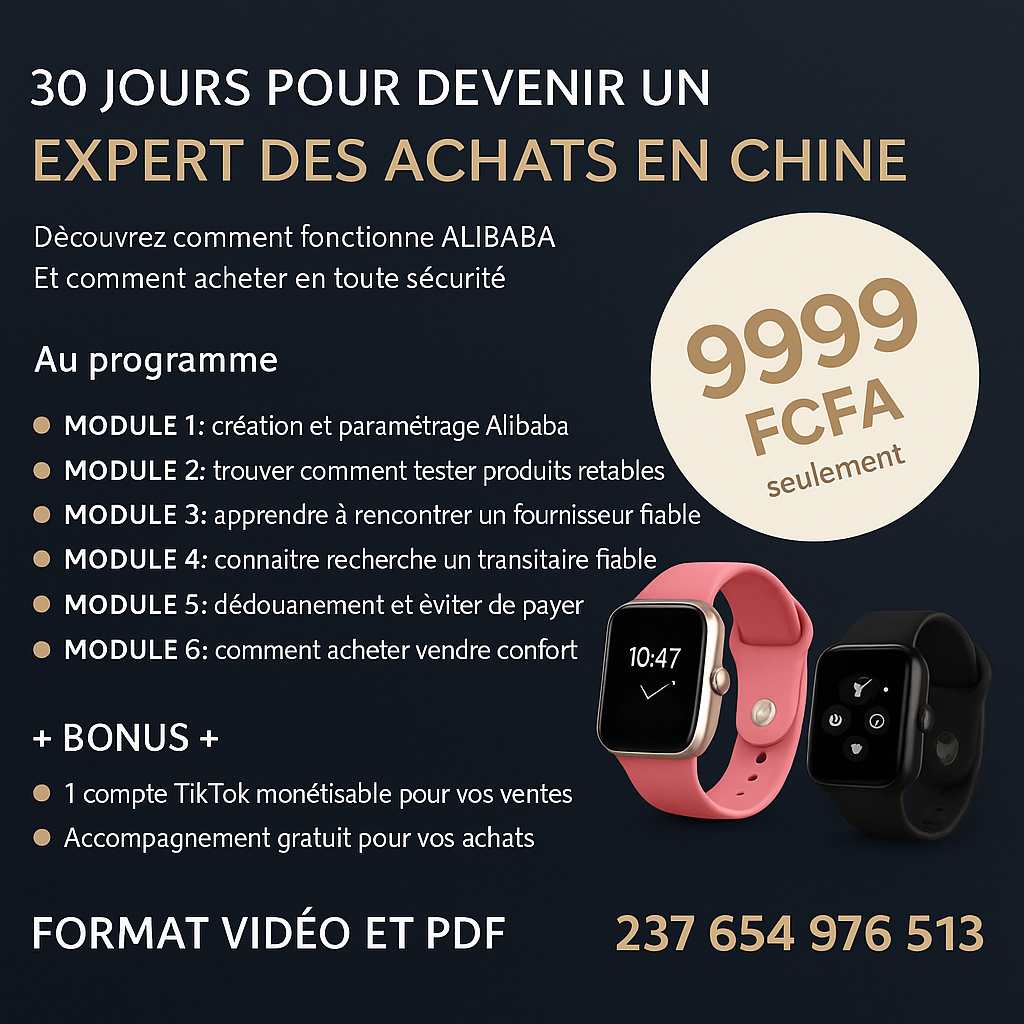 30 JOURS POUR DEVENIR UN
EXPERT DES ACHATS EN CHINE
Dècouvrez comment fonctionne ALIBABA
Et comment acheter en toute sécurité
9999
FCFA
seulement
Au programme
MODULE 1: création et paramétrage Alibaba
MODULE 2: trouver comment tester produits retables
MODULE 3: apprendre à rencontrer un fournisseur fiable
MODULE 4: connaitre recherche un transitaire fiable
MODULE 5: dédouanement et èviter de payer
MODULE 6: comment acheter vendre confort
10:47
+ BONUS +
1 compte TikTok monétisable pour vos ventes
Accompagnement gratuit pour vos achats
FORMAT VIDÉO ET PDF
237 654 976 513